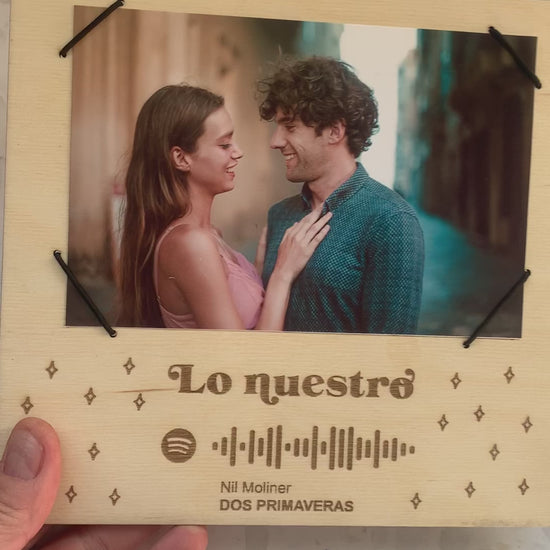 Lo nuestro
Nil Moliner
DOS PRIMAVERAS